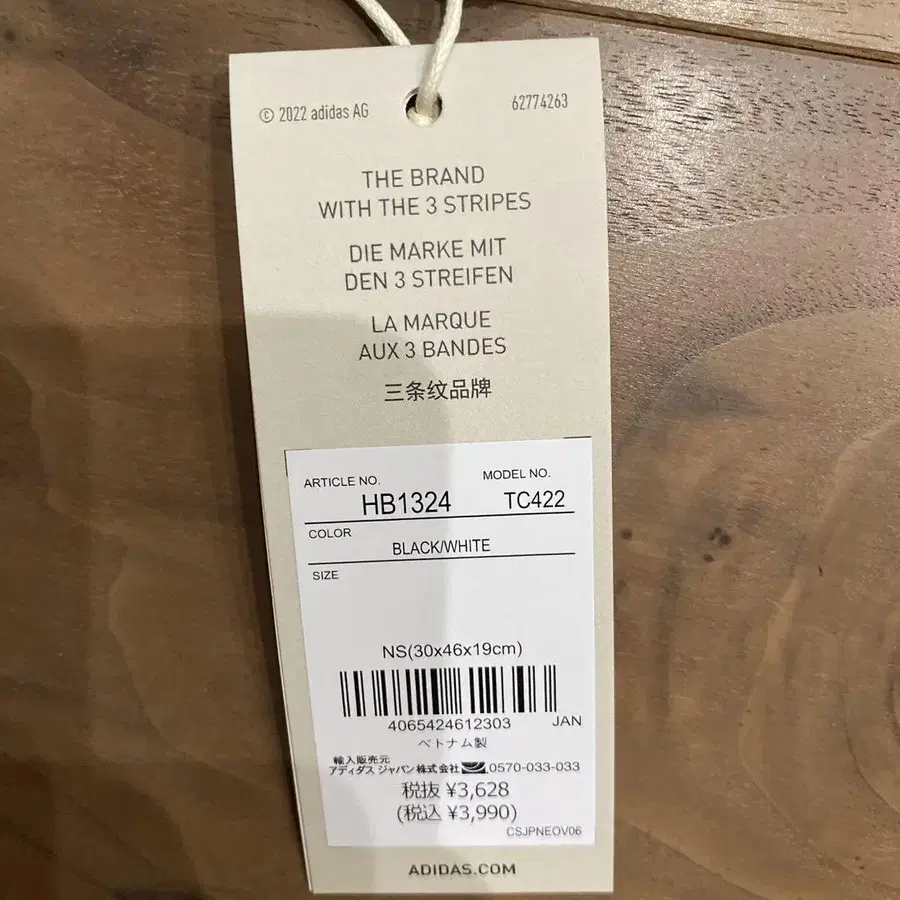 © 2022 adidas AG
62774263
THE BRAND
WITH THE 3 STRIPES
DIE MARKE MIT
DEN 3 STREIFEN
LA MARQUE
AUX 3 BANDES
三条纹品牌
ARTICLE NO.
MODEL NO.
HB1324
TC422
COLOR
BLACK/WHITE
SIZE
NS(30x46x19cm)
4065424612303
JAN
ベトナム製
輸入販売元
アディダス ジャパン株式会社 0570-033-033
税抜 ¥3,628
(税込 ¥3,990)
CSJPNEOV06
ADIDAS.COM